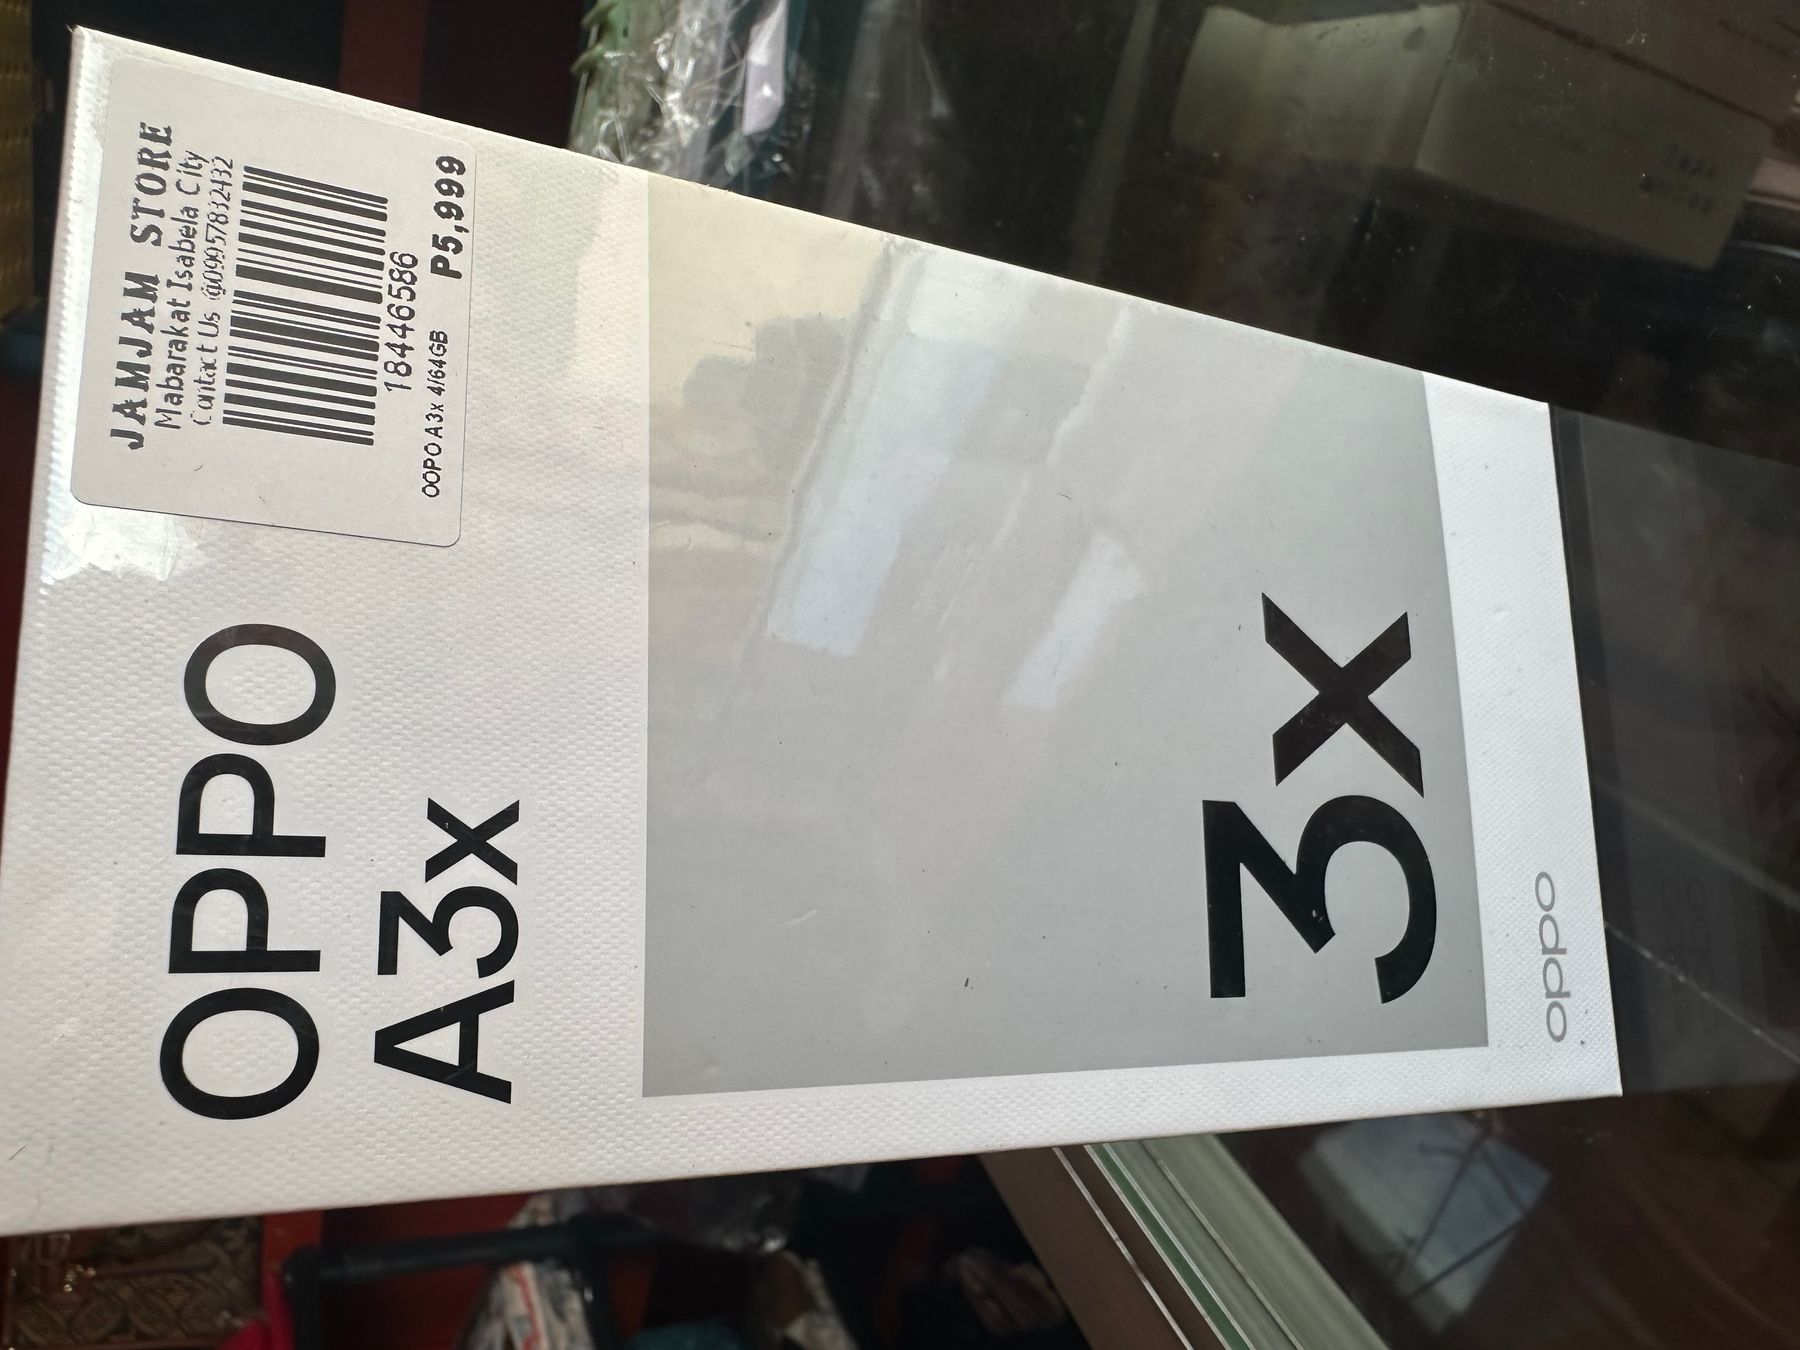 JAMJAM STORE
Mabarakat Isabela City
Contact Us @09957832432
18446586
OOPO A3x 4/64GB P5,999
OPPO
A3x
3x
oppo